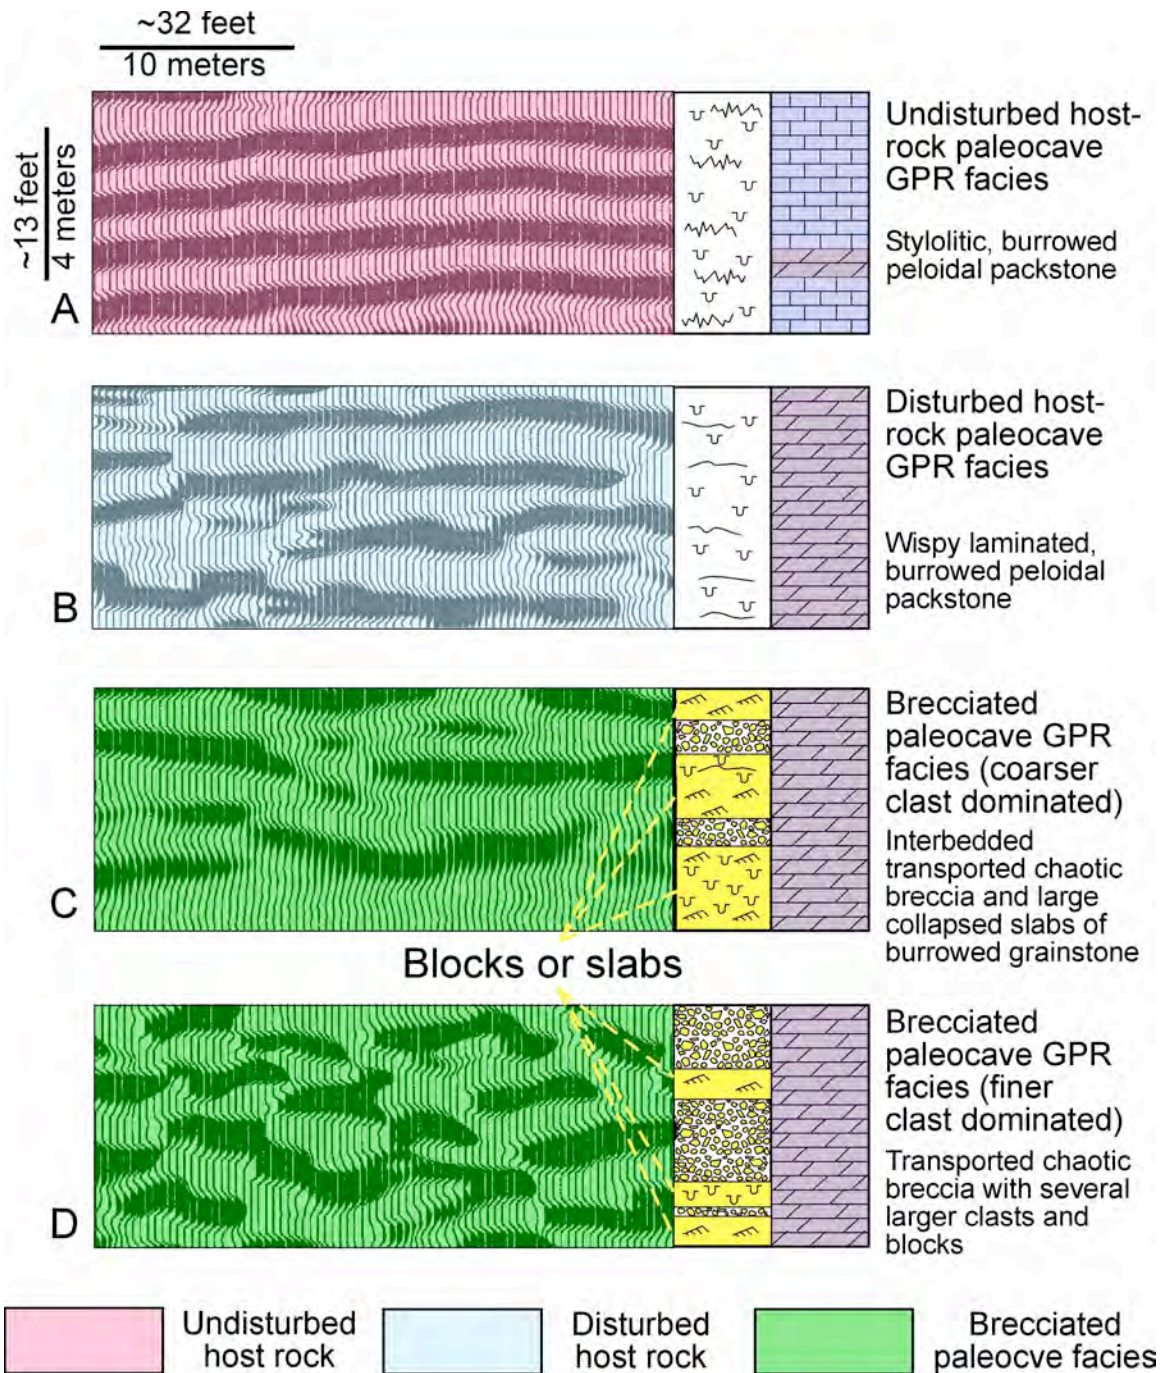 ~32 feet
10 meters
~13 feet
4 meters
A
Undisturbed host-
rock paleocave
GPR facies
Stylolitic, burrowed
peloidal packstone
B
Disturbed host-
rock paleocave
GPR facies
Wispy laminated,
burrowed peloidal
packstone
C
Brecciated
paleocave GPR
facies (coarser
clast dominated)
Interbedded
transported chaotic
breccia and large
collapsed slabs of
burrowed grainstone
Blocks or slabs
D
Brecciated
paleocave GPR
facies (finer
clast dominated)
Transported chaotic
breccia with several
larger clasts and
blocks
Undisturbed
host rock
Disturbed
host rock
Brecciated
paleocve facies